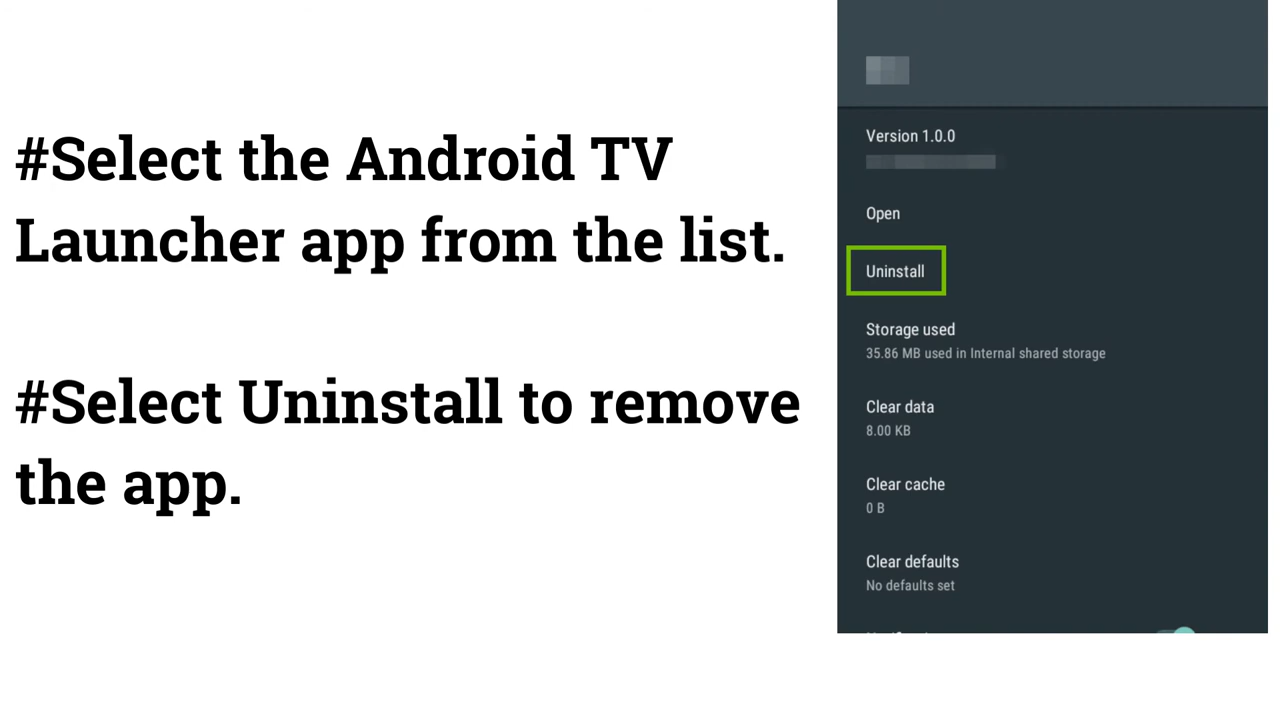 #Select the Android TV
Launcher app from the list.
#Select Uninstall to remove
the app.
Version 1.0.0
Open
Uninstall
Storage used
35.86 MB used in Internal shared storage
Clear data
8.00 KB
Clear cache
0 B
Clear defaults
No defaults set